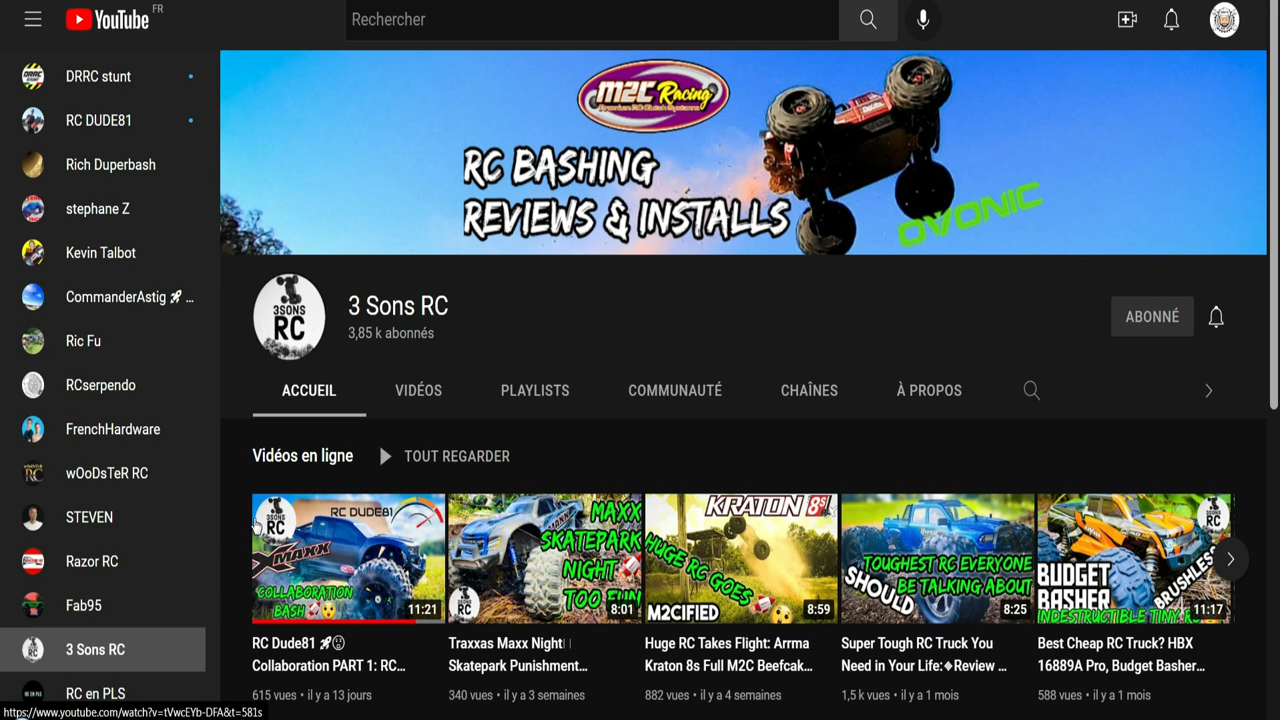 YouTube FR
Rechercher
DRRC stunt
RC DUDE81
Rich Duperbash
stephane Z
Kevin Talbot
CommanderAstig 🚀 ...
Ric Fu
RCserpendo
FrenchHardware
wOoDsTeR RC
STEVEN
Razor RC
Fab95
3 Sons RC
RC en PLS
M2C Racing
RC BASHING
REVIEWS & INSTALLS
OVONIC
3SONS
RC
3 Sons RC
3,85 k abonnés
ABONNÉ
ACCUEIL
VIDÉOS
PLAYLISTS
COMMUNAUTÉ
CHAÎNES
À PROPOS
Vidéos en ligne
TOUT REGARDER
3SONS
RC
RC DUDE81
X-MAXX
COLLABORATION
BASH
11:21
RC Dude81 🚀
Collaboration PART 1: RC...
615 vues • il y a 13 jours
MAXX
SKATEPARK
NIGHT
TOO FUN
3SONS
RC
8:01
Traxxas Maxx Night
Skatepark Punishment...
340 vues • il y a 3 semaines
KRATON 8S
HUGE RC GOES
M2CIFIED
8:59
Huge RC Takes Flight: Arrma
Kraton 8s Full M2C Beefcak...
882 vues • il y a 4 semaines
TOUGHEST RC EVERYONE
SHOULD
BE TALKING ABOUT
8:25
Super Tough RC Truck You
Need in Your Life:◆Review ...
1,5 k vues • il y a 1 mois
3SONS
RC
BUDGET
BASHER
BRUSHLESS
INDESTRUCTIBLE TINY
11:17
Best Cheap RC Truck? HBX
16889A Pro, Budget Basher...
588 vues • il y a 1 mois
https://www.youtube.com/watch?v=tVwcEYb-DFA&t=581s